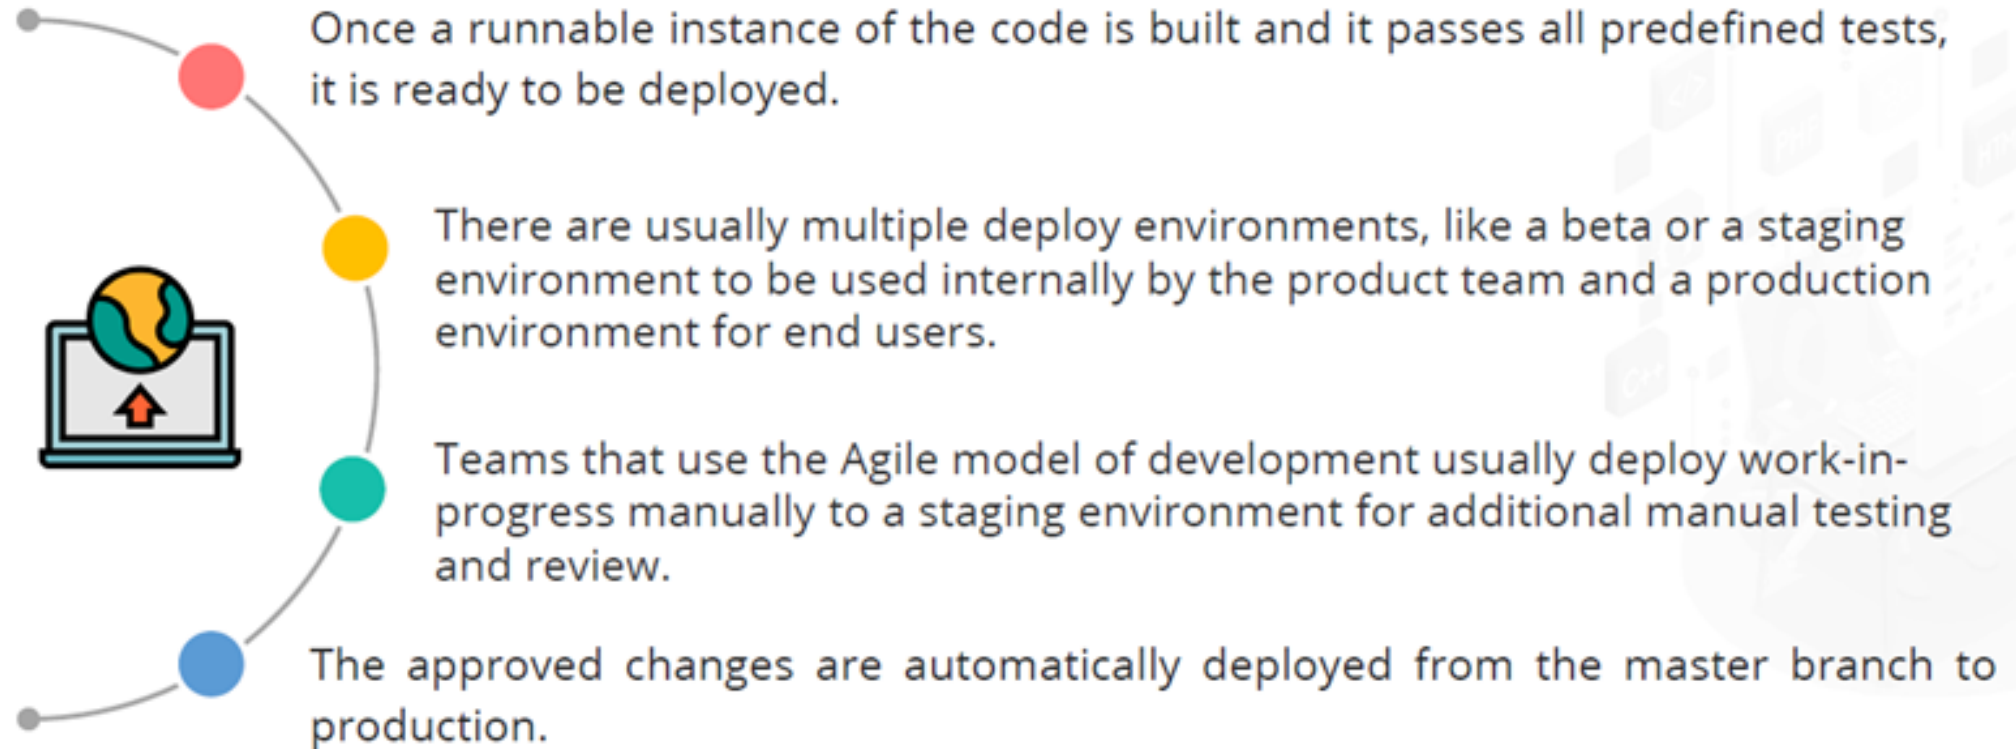 Once a runnable instance of the code is built and it passes all predefined tests,
it is ready to be deployed.
There are usually multiple deploy environments, like a beta or a staging
environment to be used internally by the product team and a production
environment for end users.
Teams that use the Agile model of development usually deploy work-in-
progress manually to a staging environment for additional manual testing
and review.
The approved changes are automatically deployed from the master branch to
production.